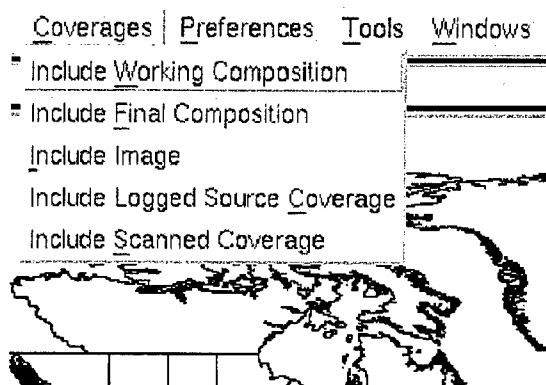 Coverages Preferences Tools Windows
Include Working Composition
Include Final Composition
Include Image
Include Logged Source Coverage
Include Scanned Coverage